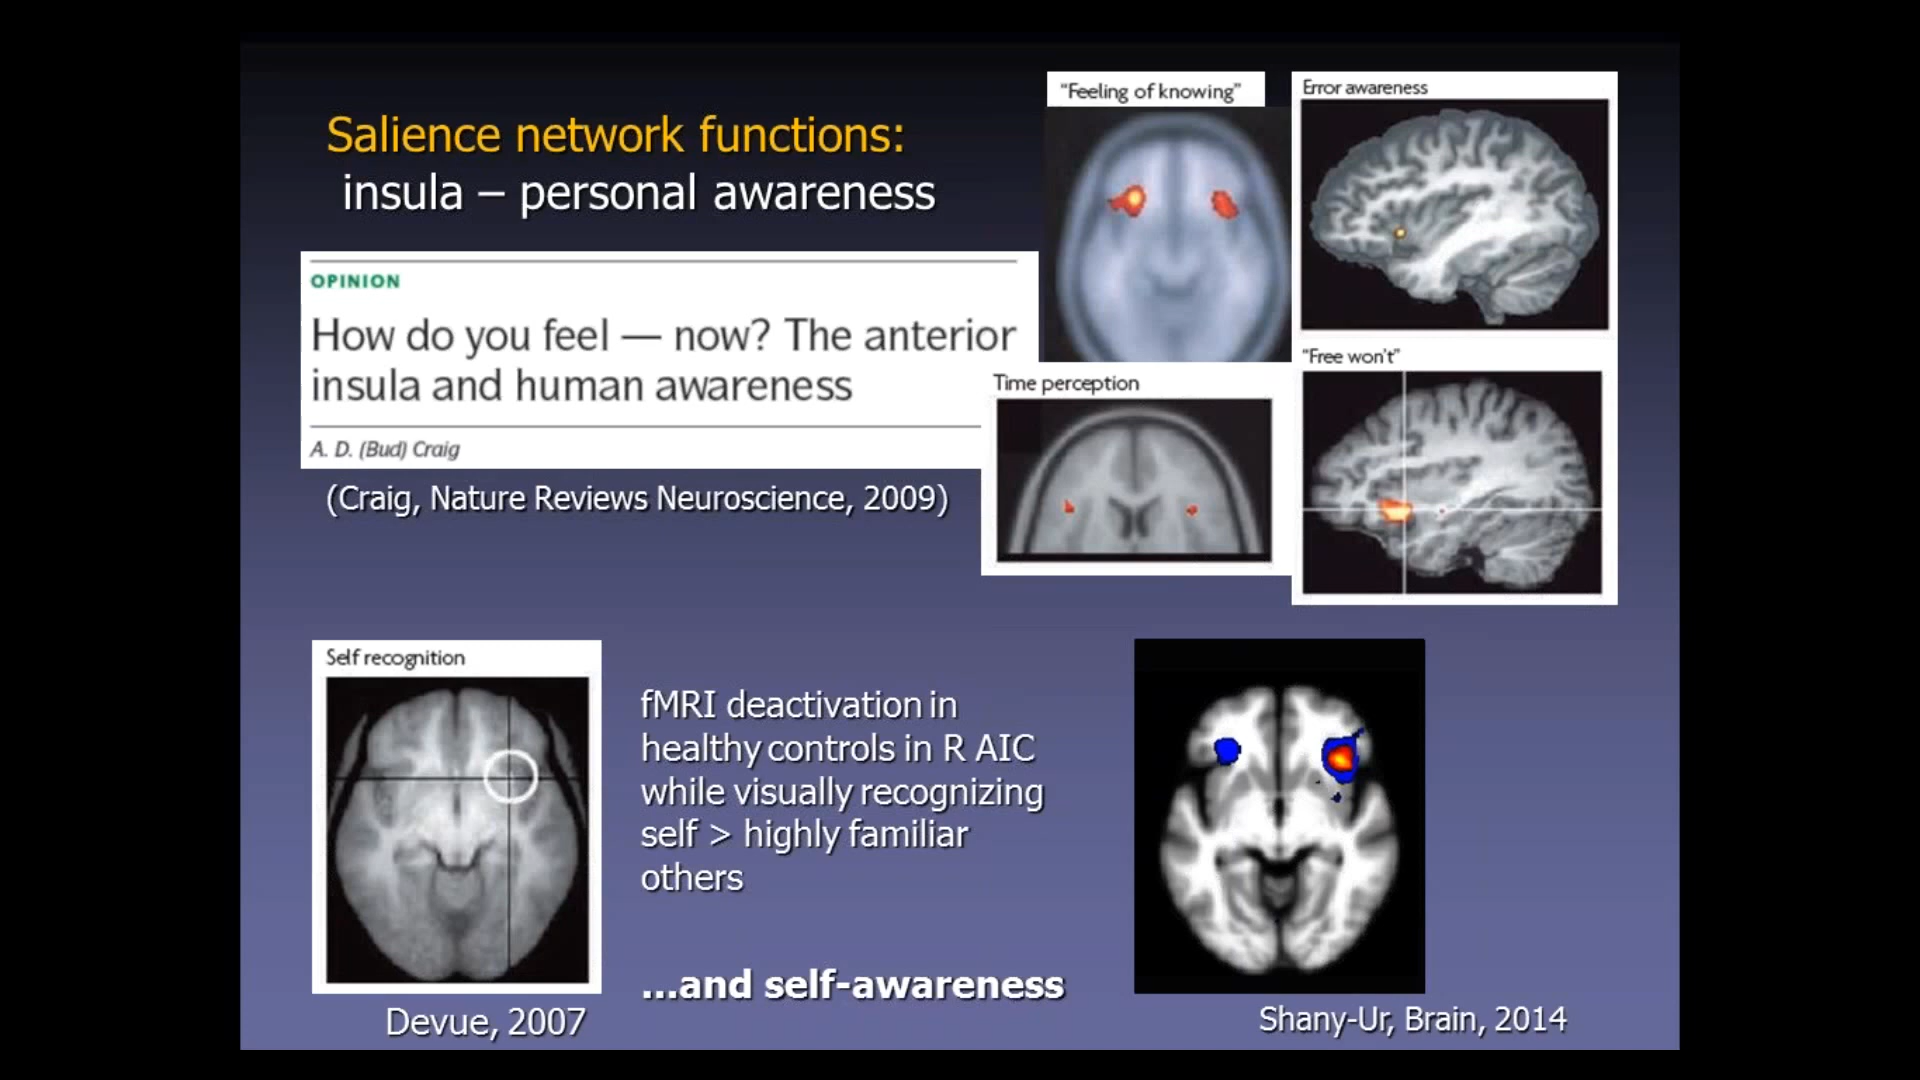 Salience network functions:
insula – personal awareness
OPINION
How do you feel — now? The anterior
insula and human awareness
A. D. (Bud) Craig
(Craig, Nature Reviews Neuroscience, 2009)
"Feeling of knowing"
Error awareness
Time perception
"Free won't"
Self recognition
Devue, 2007
fMRI deactivation in
healthy controls in R AIC
while visually recognizing
self > highly familiar
others
...and self-awareness
Shany-Ur, Brain, 2014